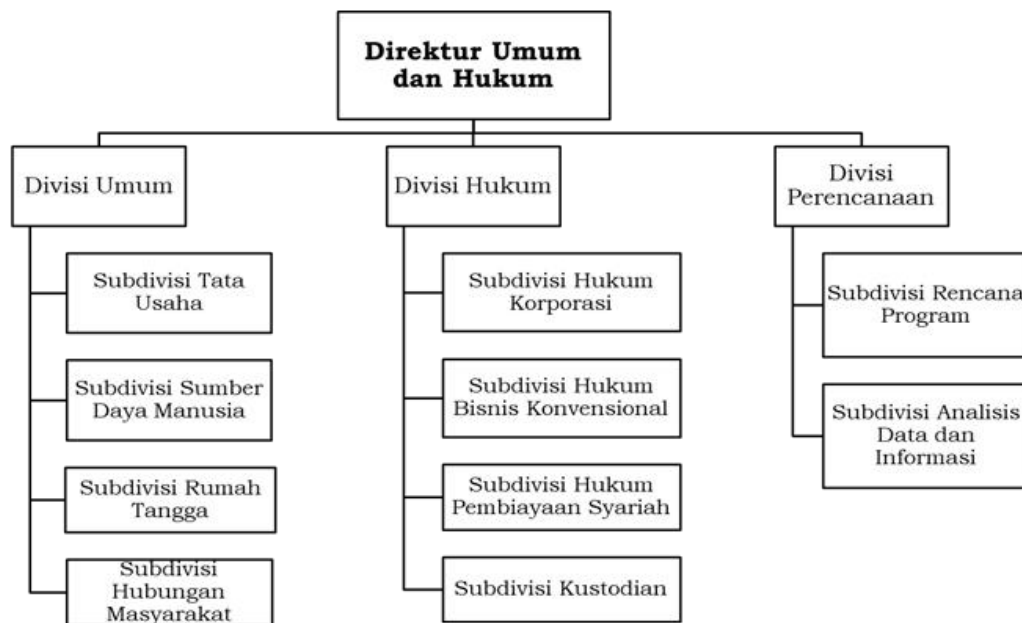 Direktur Umum
dan Hukum
Divisi Umum
Subdivisi Tata
Usaha
Subdivisi Sumber
Daya Manusia
Subdivisi Rumah
Tangga
Subdivisi
Hubungan
Masyarakat
Divisi Hukum
Subdivisi Hukum
Korporasi
Subdivisi Hukum
Bisnis Konvensional
Subdivisi Hukum
Pembiayaan Syariah
Subdivisi Kustodian
Divisi
Perencanaan
Subdivisi Rencana
Program
Subdivisi Analisis
Data dan
Informasi